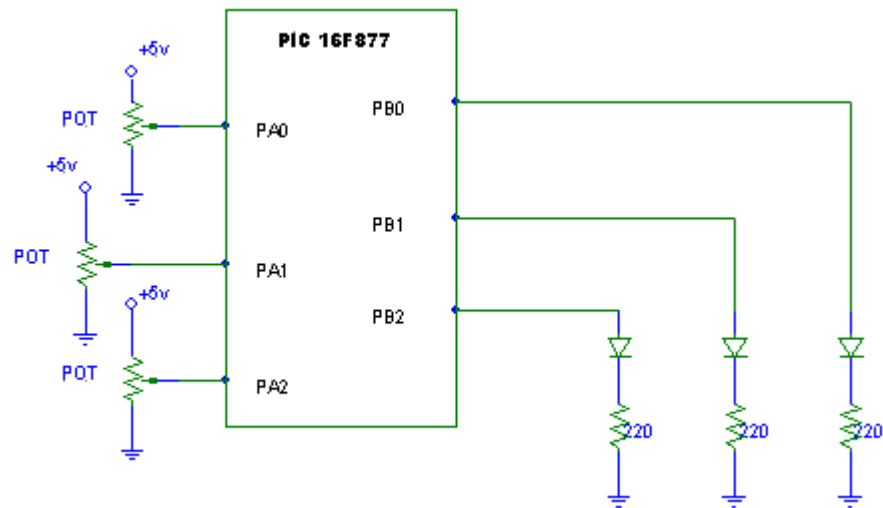 PIC 16F877
+5v
POT
PA0
PB0
+5v
POT
PA1
PB1
+5v
POT
PA2
PB2
220
220
220